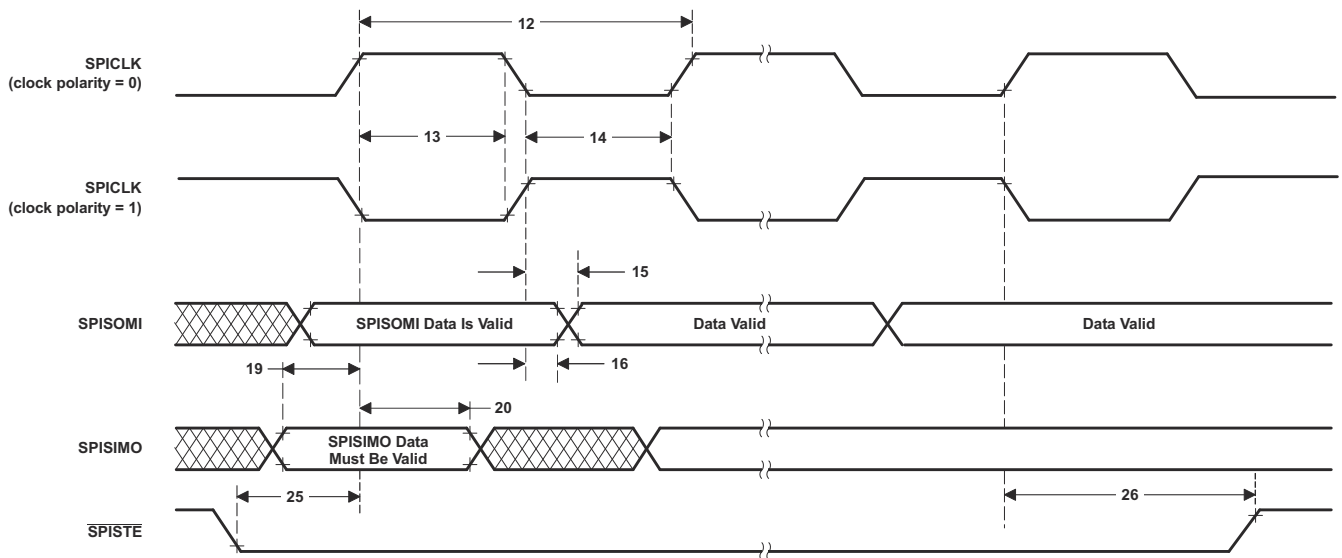 12
SPICLK
(clock polarity = 0)
13
14
SPICLK
(clock polarity = 1)
15
SPISOMI
SPISOMI Data Is Valid
Data Valid
Data Valid
16
19
20
SPISIMO
SPISIMO Data
Must Be Valid
25
26
SPISTE